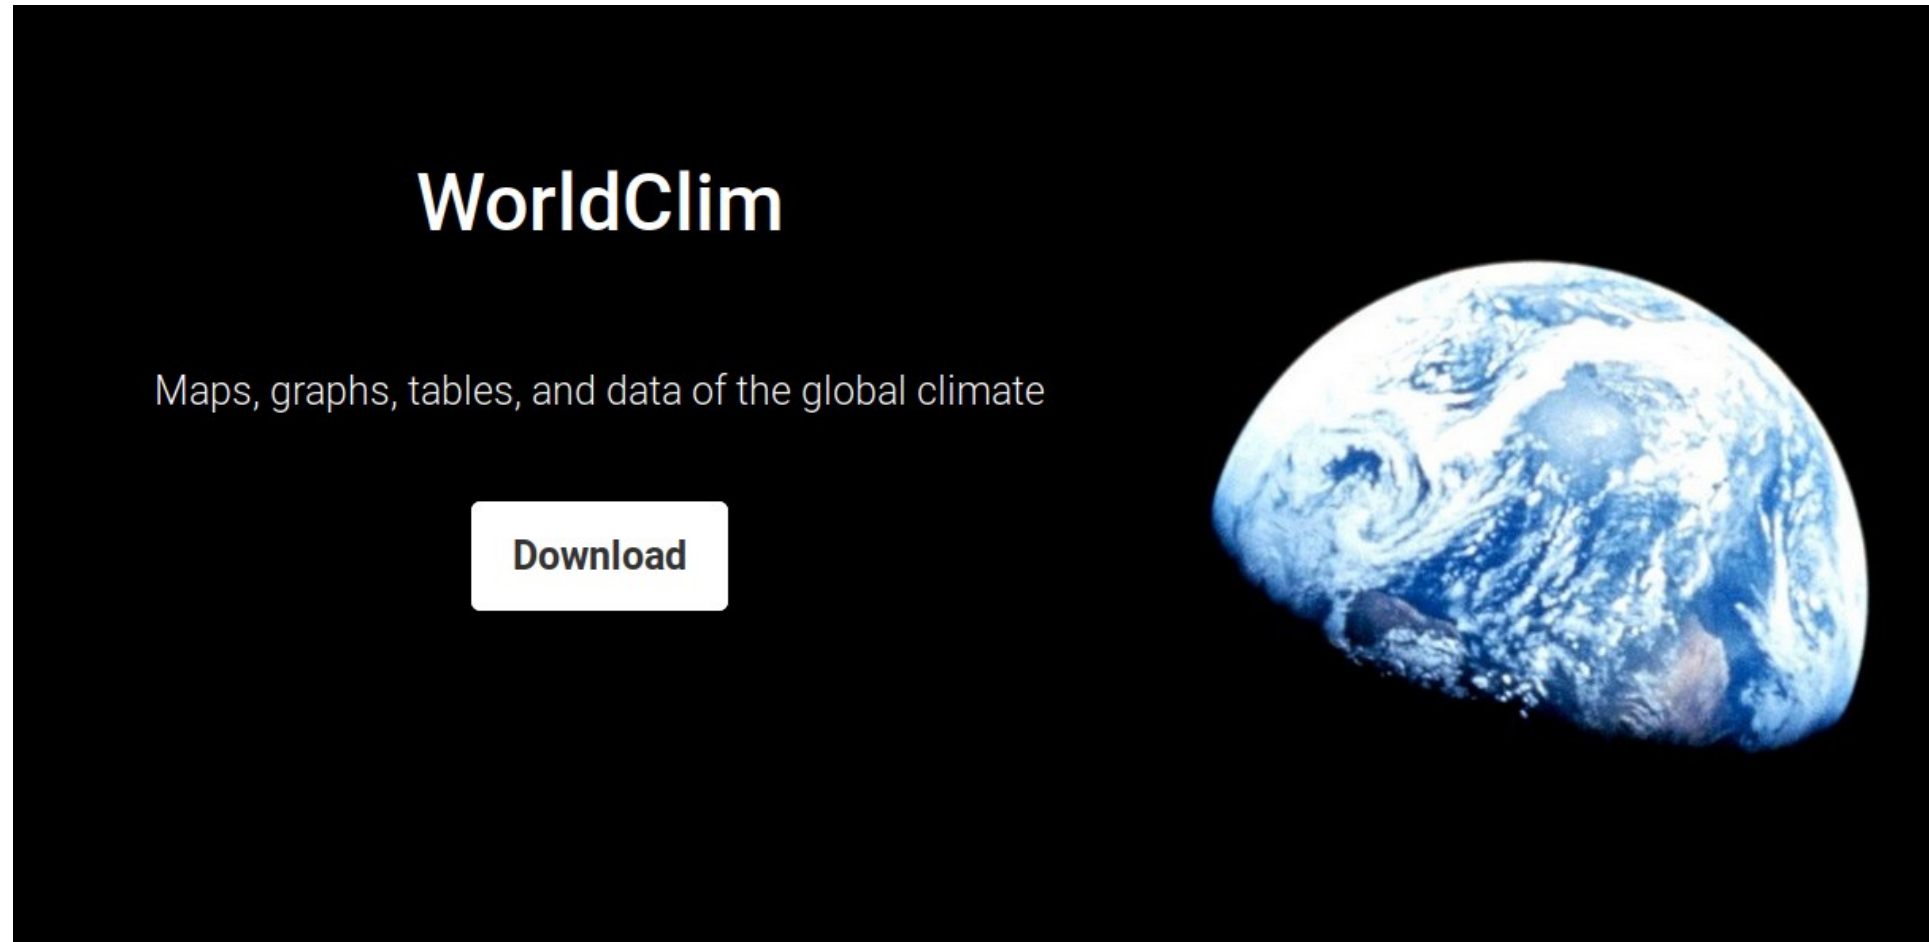 WorldClim
Maps, graphs, tables, and data of the global climate
Download